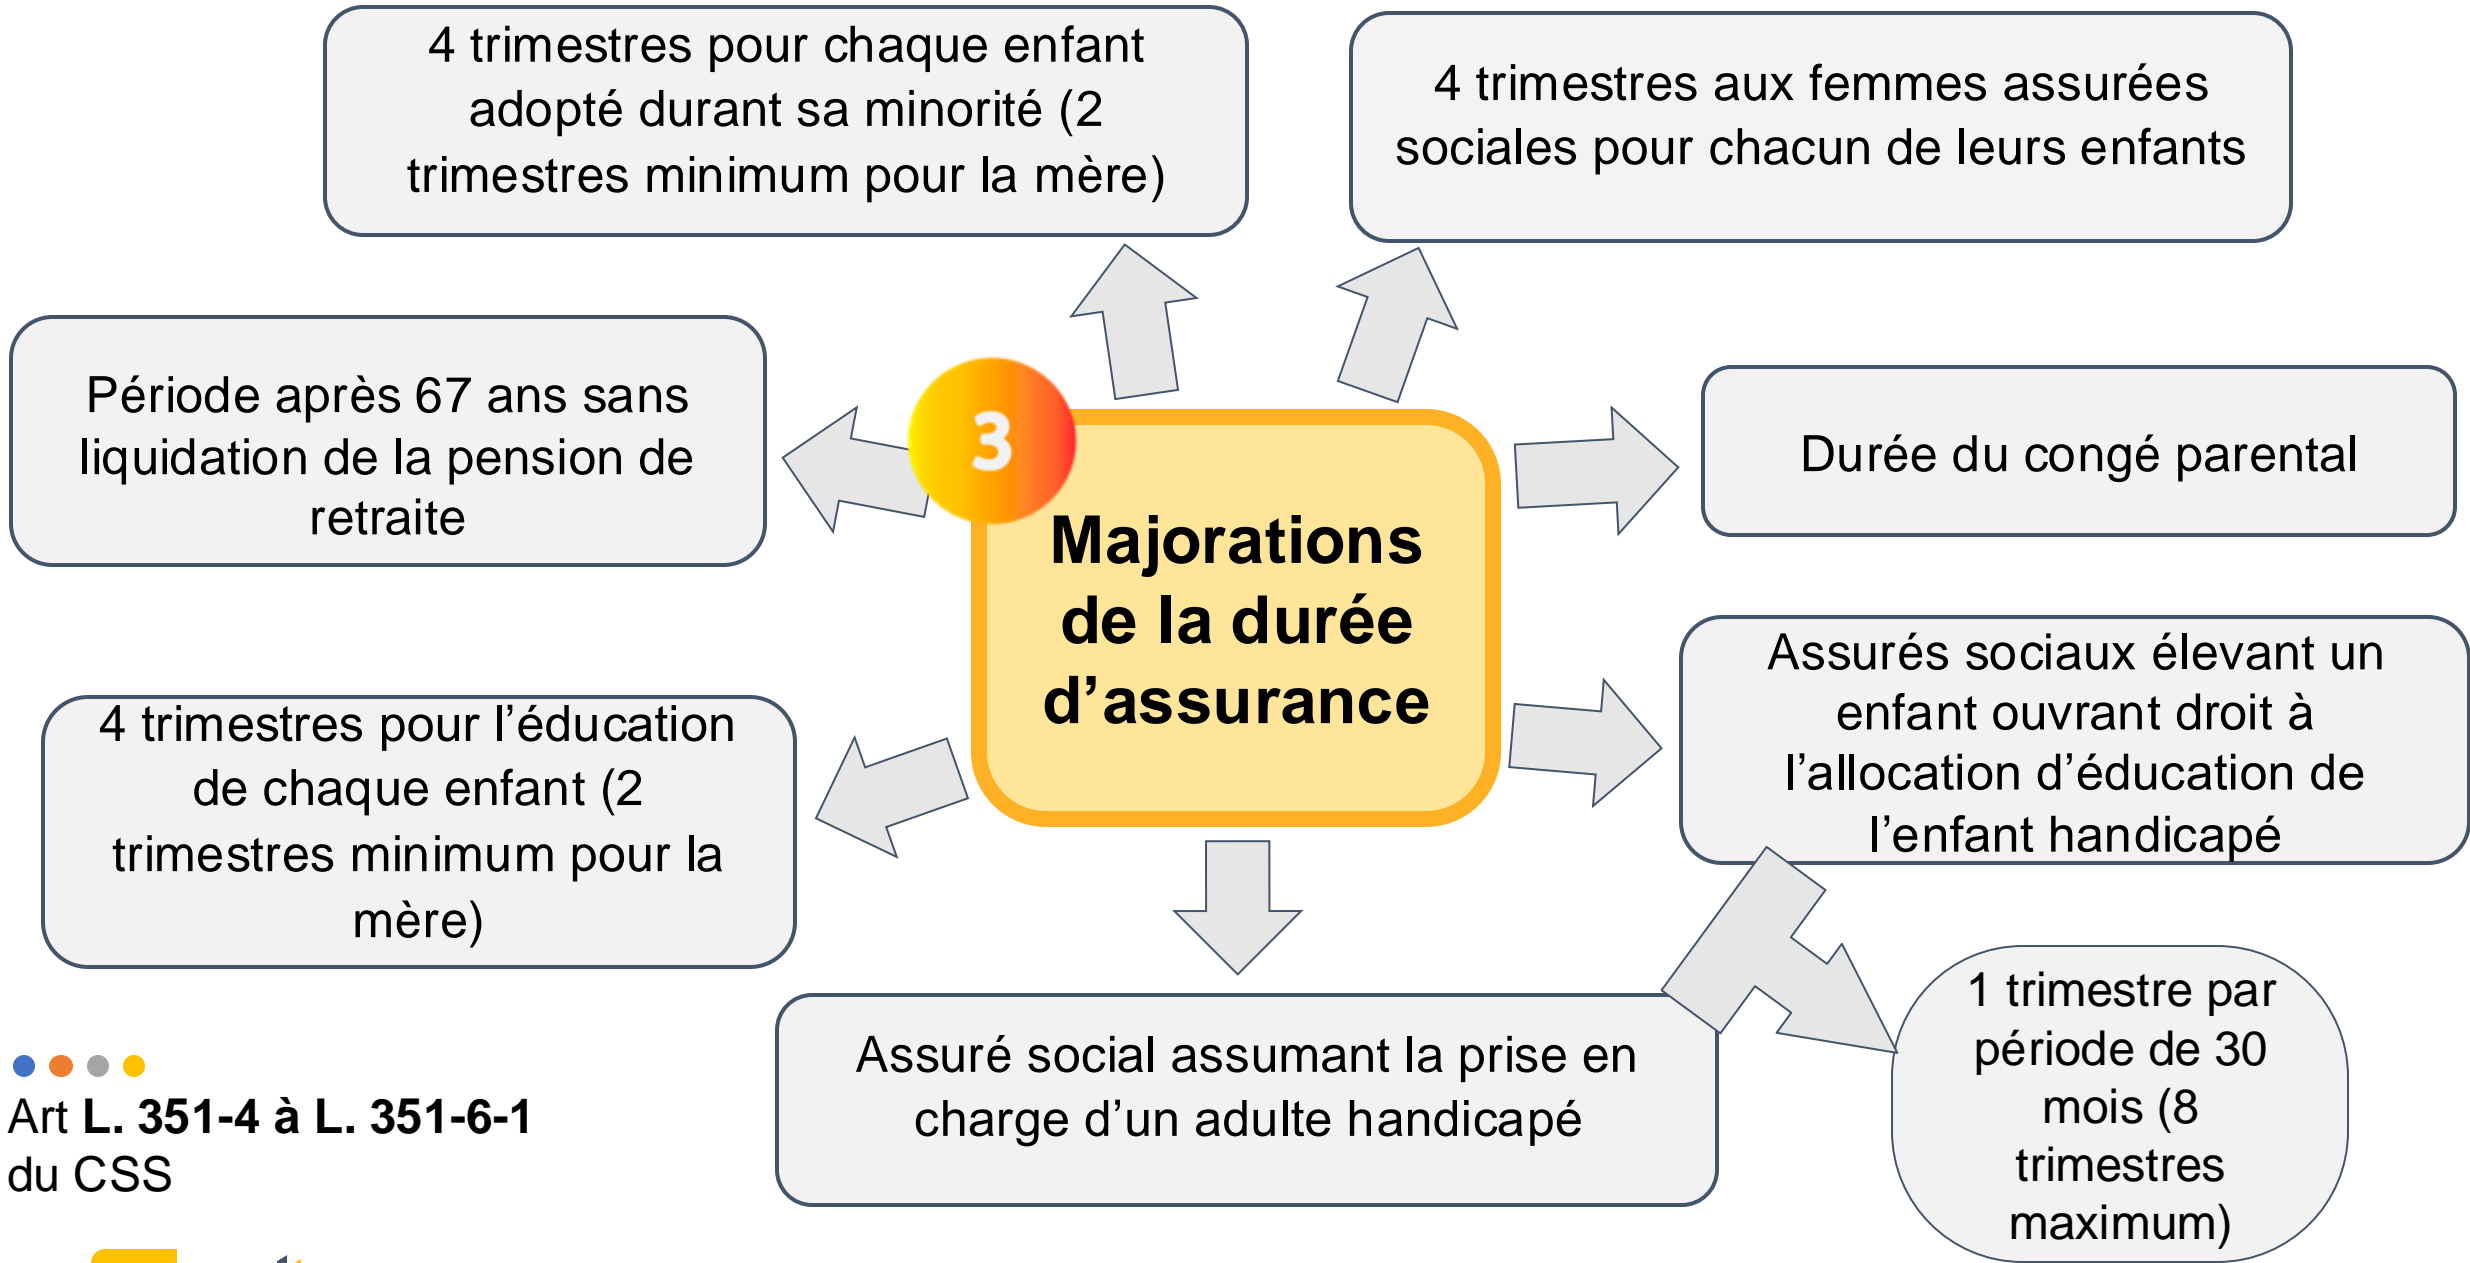 4 trimestres pour chaque enfant
adopté durant sa minorité (2
trimestres minimum pour la mère)
4 trimestres aux femmes assurées
sociales pour chacun de leurs enfants
Période après 67 ans sans
liquidation de la pension de
retraite
3
Majorations
de la durée
d’assurance
Durée du congé parental
Assurés sociaux élevant un
enfant ouvrant droit à
l’allocation d’éducation de
l’enfant handicapé
4 trimestres pour l’éducation
de chaque enfant (2
trimestres minimum pour la
mère)
Assuré social assumant la prise en
charge d’un adulte handicapé
1 trimestre par
période de 30
mois (8
trimestres
maximum)
Art L. 351-4 à L. 351-6-1
du CSS